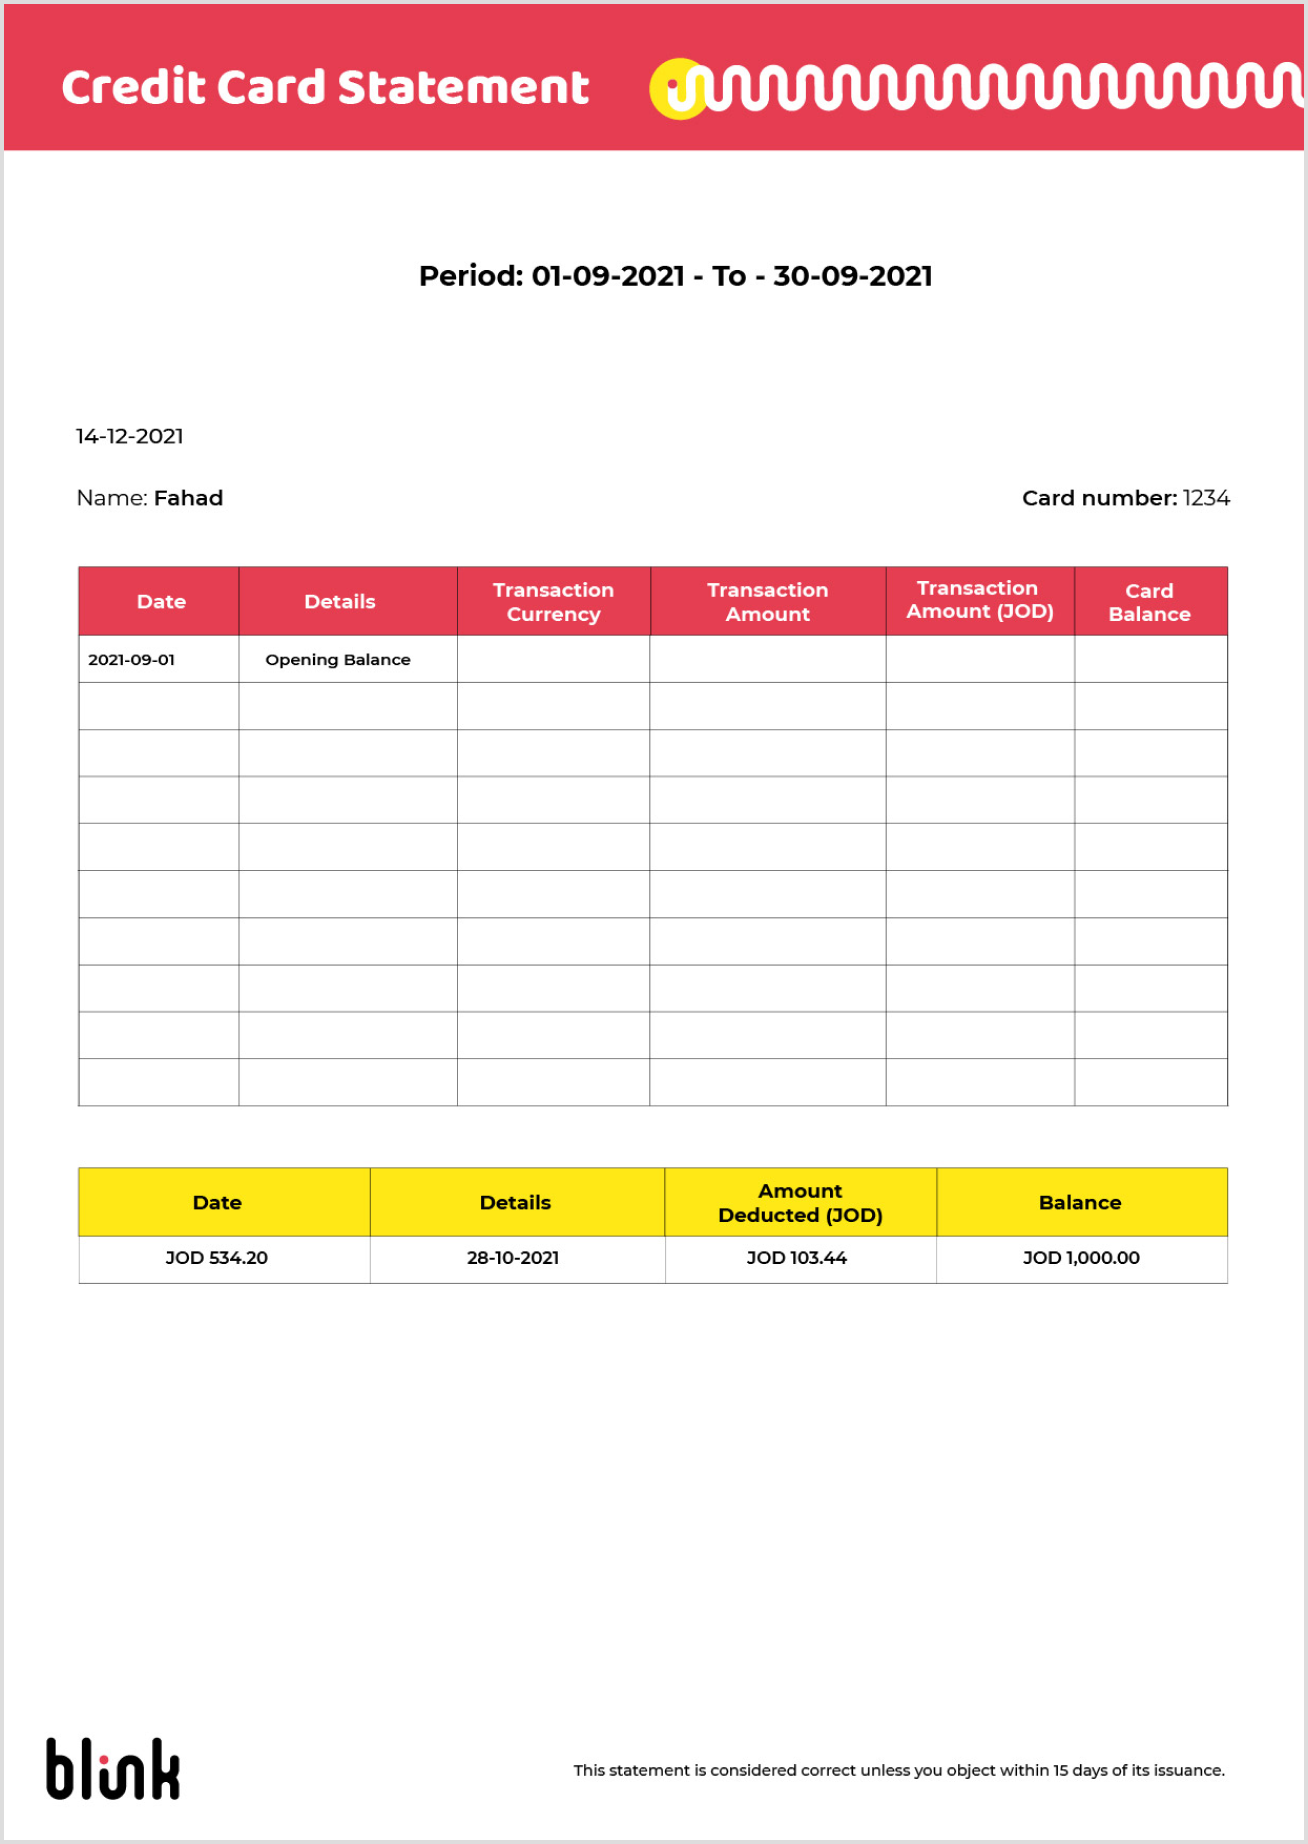 Credit Card Statement
Period: 01-09-2021 - To - 30-09-2021
14-12-2021
Name: Fahad
Card number: 1234
Date Details Transaction Currency Transaction Amount Transaction Amount (JOD) Card Balance
2021-09-01 Opening Balance
Date Details Amount Deducted (JOD) Balance
JOD 534.20 28-10-2021 JOD 103.44 JOD 1,000.00
blink
This statement is considered correct unless you object within 15 days of its issuance.